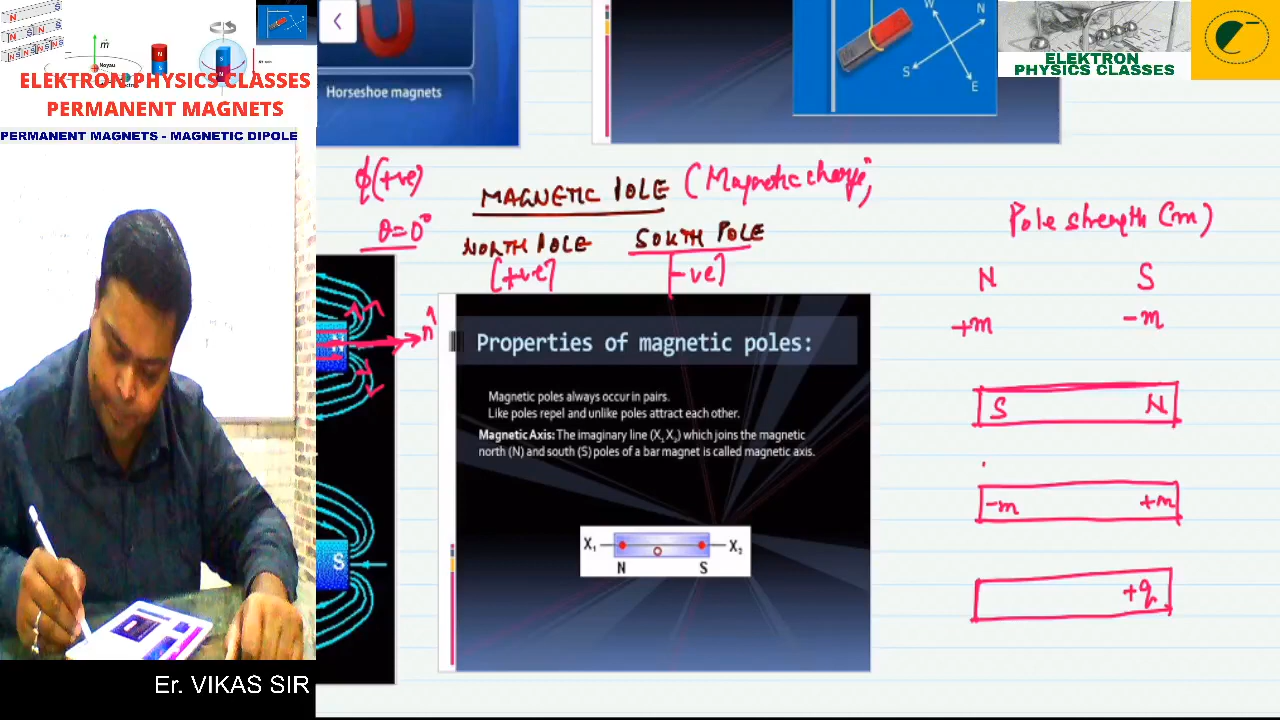 ELEKTRON PHYSICS CLASSES
PERMANENT MAGNETS
PERMANENT MAGNETS - MAGNETIC DIPOLE
Horseshoe magnets
W
N
S
E
ELEKTRON
PHYSICS CLASSES
ϕ(+ve)
θ=0°
MAGNETIC POLE (Magnetic charge)
NORTH POLE SOUTH POLE
(+ve) (-ve)
Pole strength (m)
N S
+m -m
N
n̂
Properties of magnetic poles:
Magnetic poles always occur in pairs.
Like poles repel and unlike poles attract each other.
Magnetic Axis: The imaginary line (X₁ X₂) which joins the magnetic
north (N) and south (S) poles of a bar magnet is called magnetic axis.
X₁ X₂
N S
S
S N
-m +m
+q
Er. VIKAS SIR